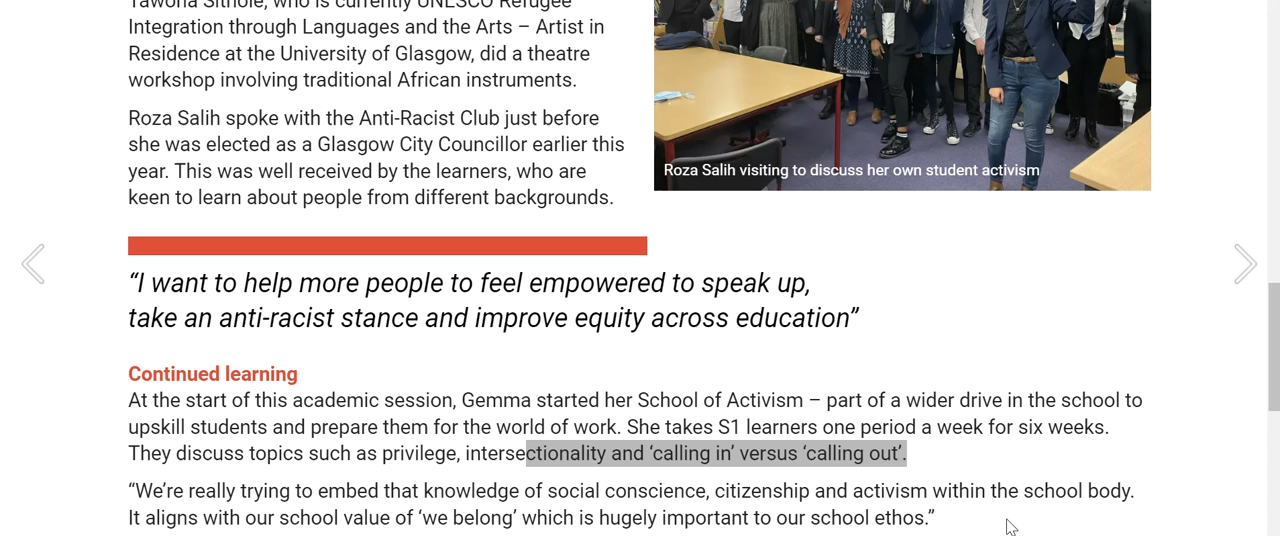 Tawona Sithole, who is currently UNESCO Refugee
Integration through Languages and the Arts – Artist in
Residence at the University of Glasgow, did a theatre
workshop involving traditional African instruments.
Roza Salih spoke with the Anti-Racist Club just before
she was elected as a Glasgow City Councillor earlier this
year. This was well received by the learners, who are
keen to learn about people from different backgrounds.
Roza Salih visiting to discuss her own student activism
“I want to help more people to feel empowered to speak up,
take an anti-racist stance and improve equity across education”
Continued learning
At the start of this academic session, Gemma started her School of Activism – part of a wider drive in the school to
upskill students and prepare them for the world of work. She takes S1 learners one period a week for six weeks.
They discuss topics such as privilege, intersectionality and ‘calling in’ versus ‘calling out’.
“We’re really trying to embed that knowledge of social conscience, citizenship and activism within the school body.
It aligns with our school value of ‘we belong’ which is hugely important to our school ethos.”